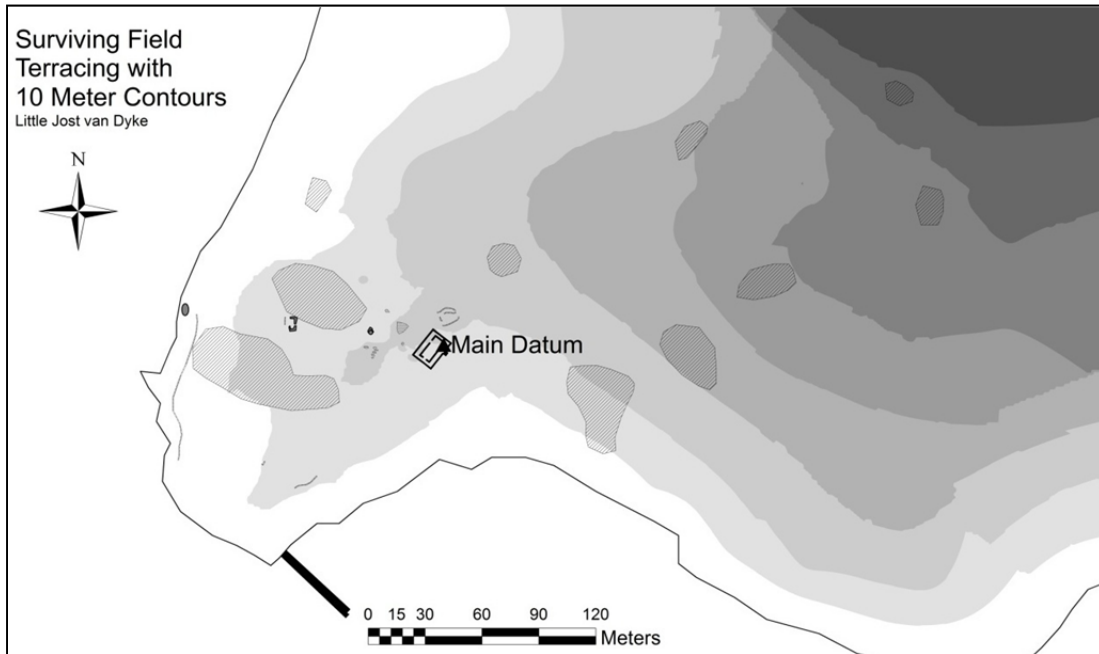 Surviving Field
Terracing with
10 Meter Contours
Little Jost van Dyke
N
Main Datum
0 15 30 60 90 120
Meters